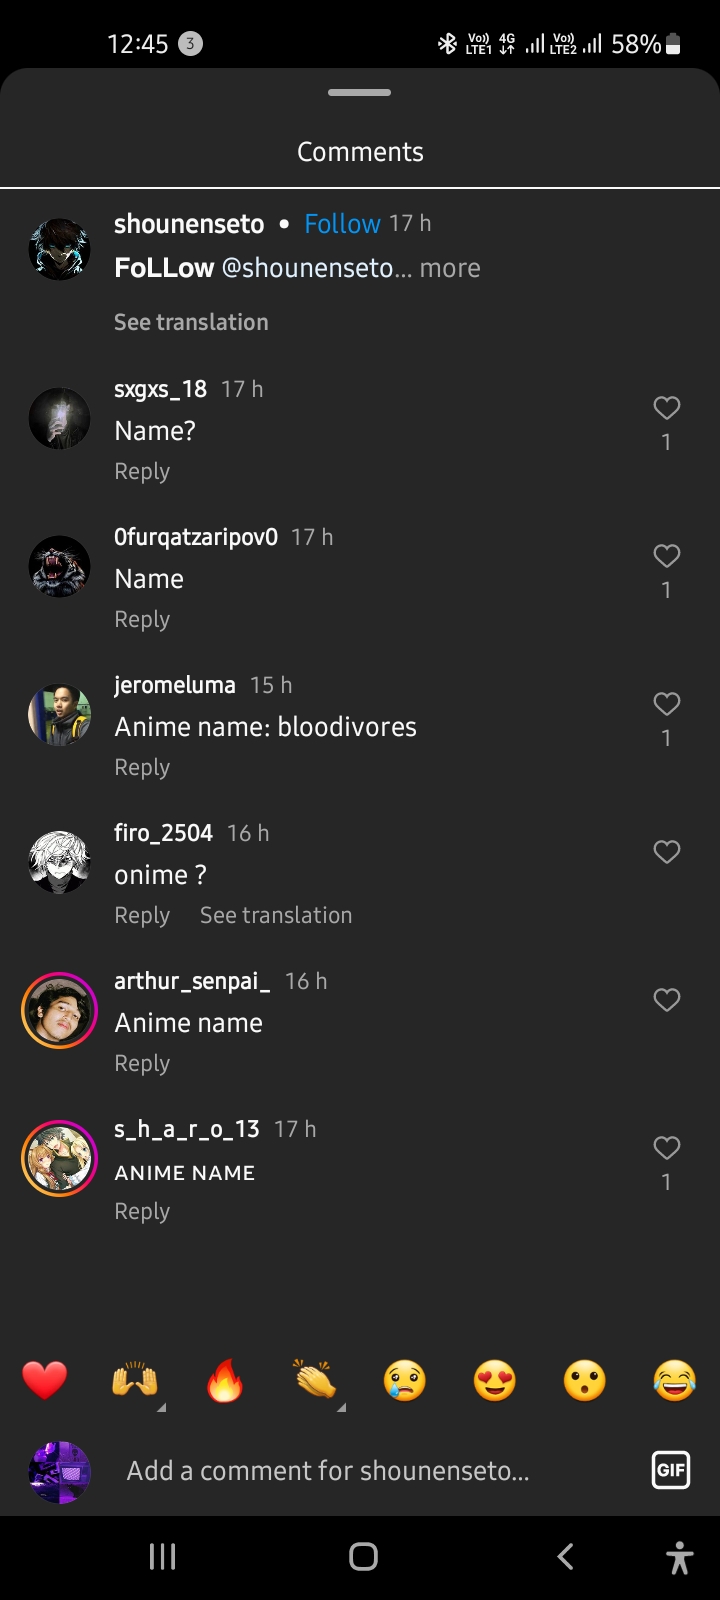 12:45 3 Vo)) LTE1 4G Vo)) LTE2 58%
Comments
shounenseto • Follow 17 h
FoLLow @shounenseto... more
See translation
sxgxs_18 17 h
Name?
1
Reply
0furqatzaripov0 17 h
Name
1
Reply
jeromeluma 15 h
Anime name: bloodivores
1
Reply
firo_2504 16 h
onime ?
Reply See translation
arthur_senpai_ 16 h
Anime name
Reply
s_h_a_r_o_13 17 h
ᴀɴɪᴍᴇ ɴᴀᴍᴇ
1
Reply
Add a comment for shounenseto... GIF